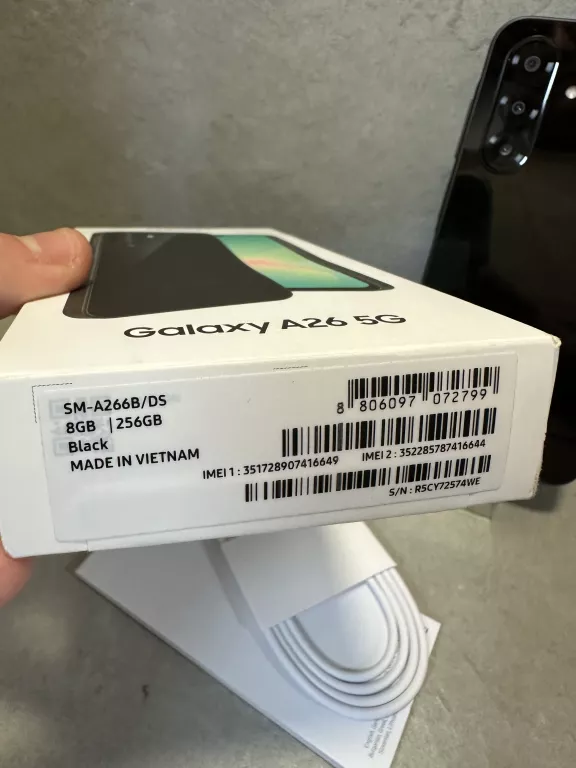 Galaxy A26 5G
SM-A266B/DS
8GB | 256GB
Black
MADE IN VIETNAM
8 806097 072799
IMEI 1 : 351728907416649
IMEI 2 : 352285787416644
S/N : R5CY72574WE